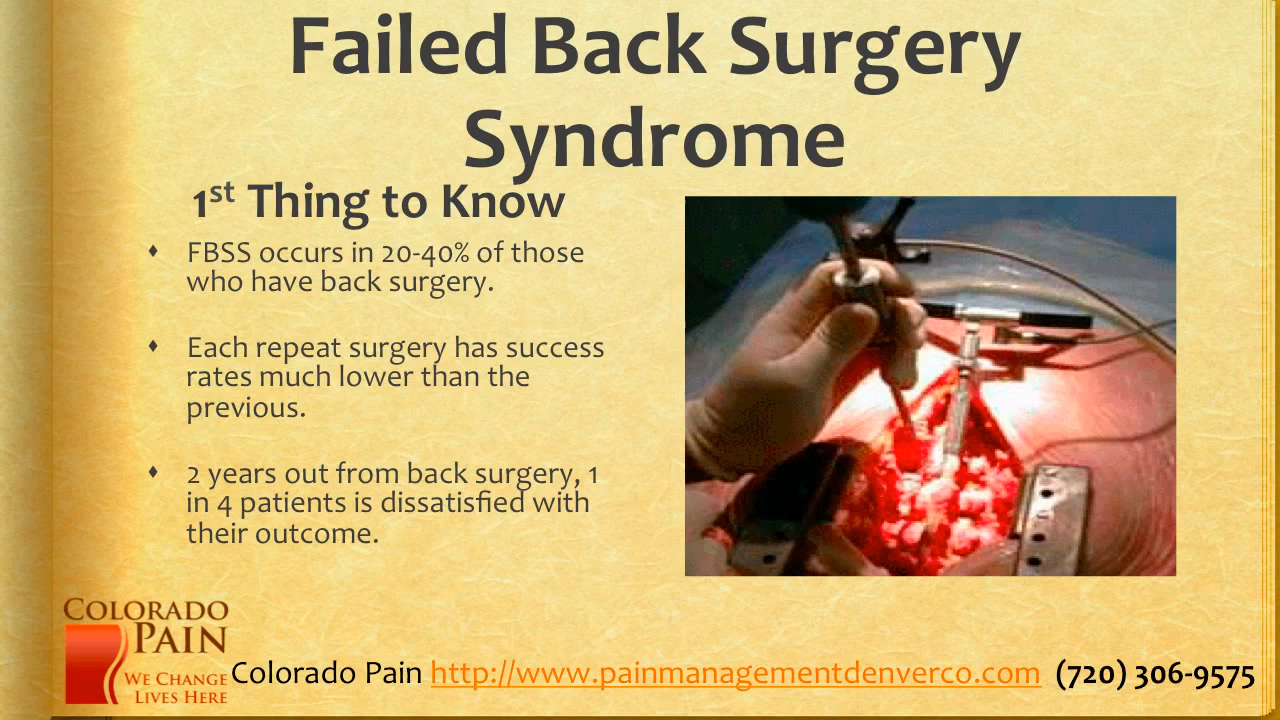 Failed Back Surgery
Syndrome
1st Thing to Know
♦ FBSS occurs in 20-40% of those
who have back surgery.
♦ Each repeat surgery has success
rates much lower than the
previous.
♦ 2 years out from back surgery, 1
in 4 patients is dissatisfied with
their outcome.
COLORADO
PAIN
WE CHANGE
LIVES HERE
Colorado Pain http://www.painmanagementdenverco.com (720) 306-9575